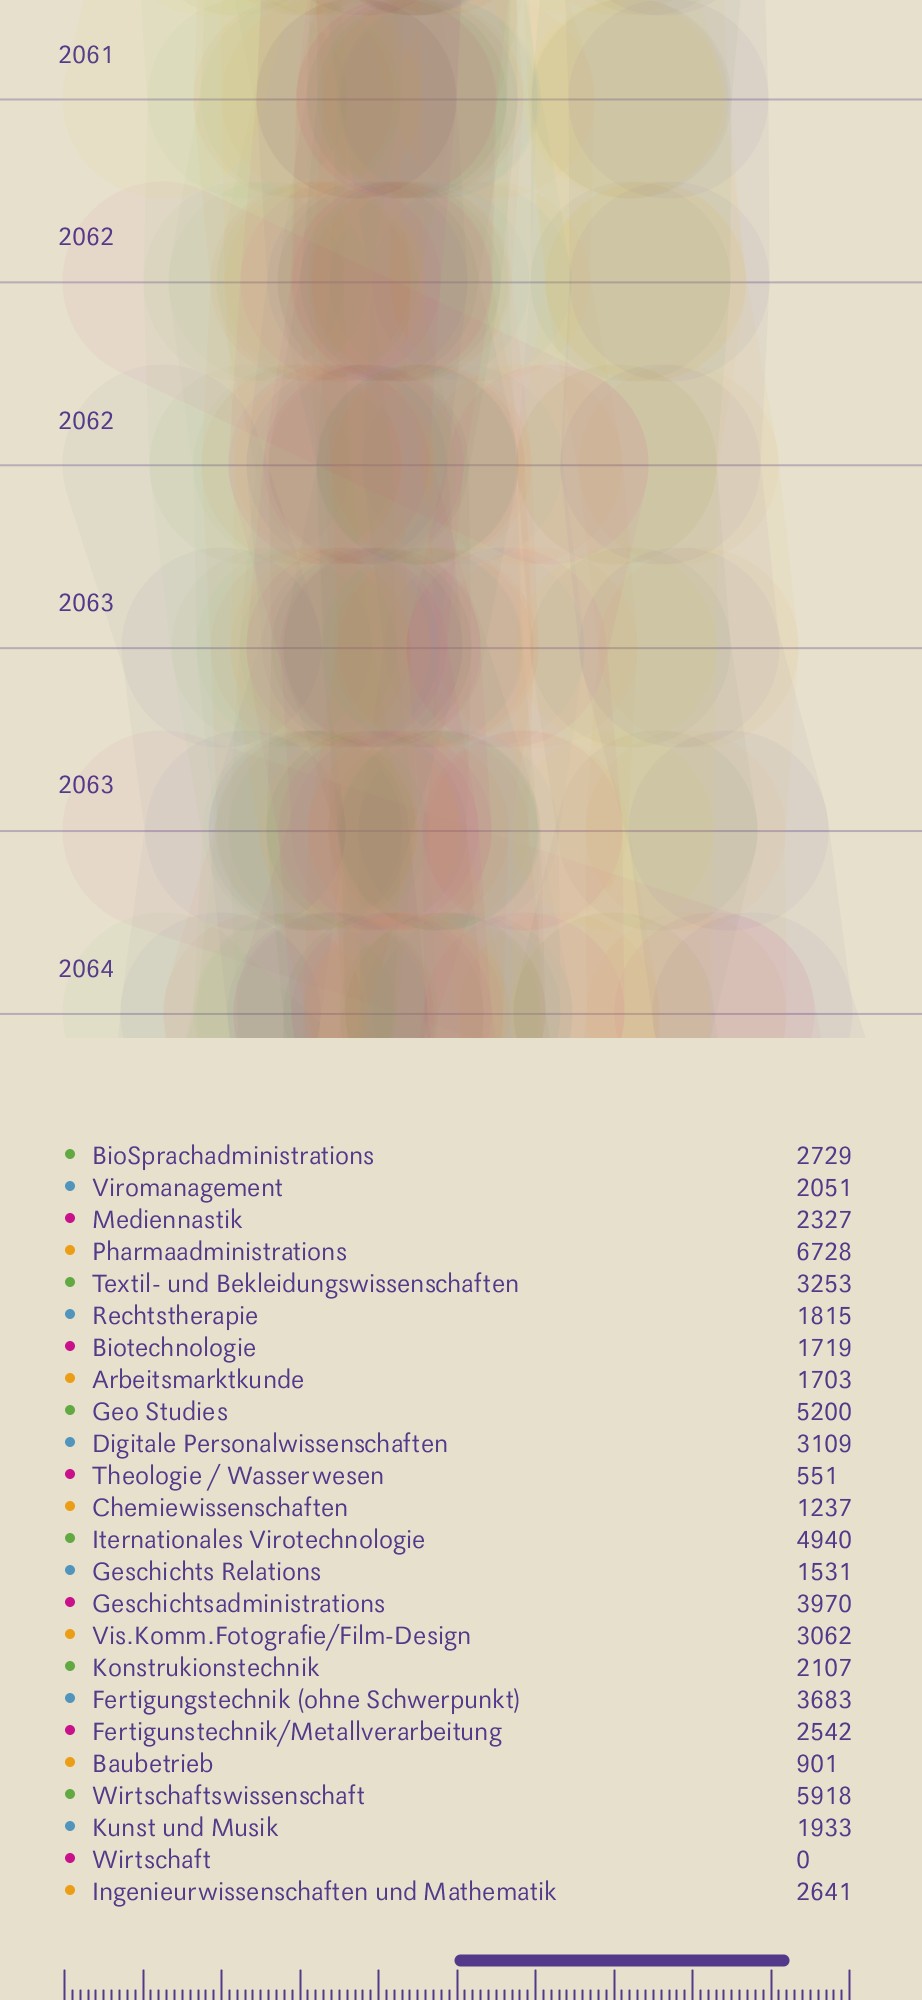 2061
2062
2062
2063
2063
2064
BioSprachadministrations 2729
Viromanagement 2051
Mediennastik 2327
Pharmaadministrations 6728
Textil- und Bekleidungswissenschaften 3253
Rechtstherapie 1815
Biotechnologie 1719
Arbeitsmarktkunde 1703
Geo Studies 5200
Digitale Personalwissenschaften 3109
Theologie / Wasserwesen 551
Chemiewissenschaften 1237
Iternationales Virotechnologie 4940
Geschichts Relations 1531
Geschichtsadministrations 3970
Vis.Komm.Fotografie/Film-Design 3062
Konstrukionstechnik 2107
Fertigungstechnik (ohne Schwerpunkt) 3683
Fertigunstechnik/Metallverarbeitung 2542
Baubetrieb 901
Wirtschaftswissenschaft 5918
Kunst und Musik 1933
Wirtschaft 0
Ingenieurwissenschaften und Mathematik 2641